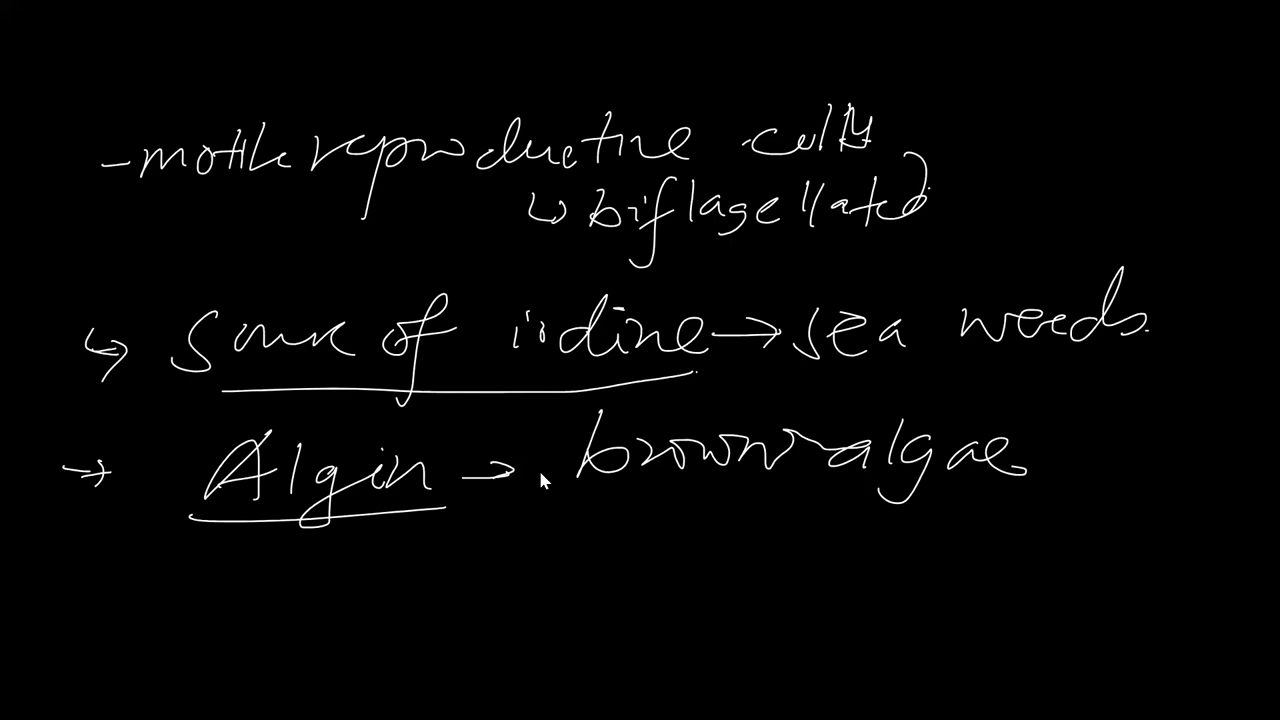 - motile reproductive cells
↳ biflagellated
↳ source of iodine → sea weeds.
→ Algin → brown algae